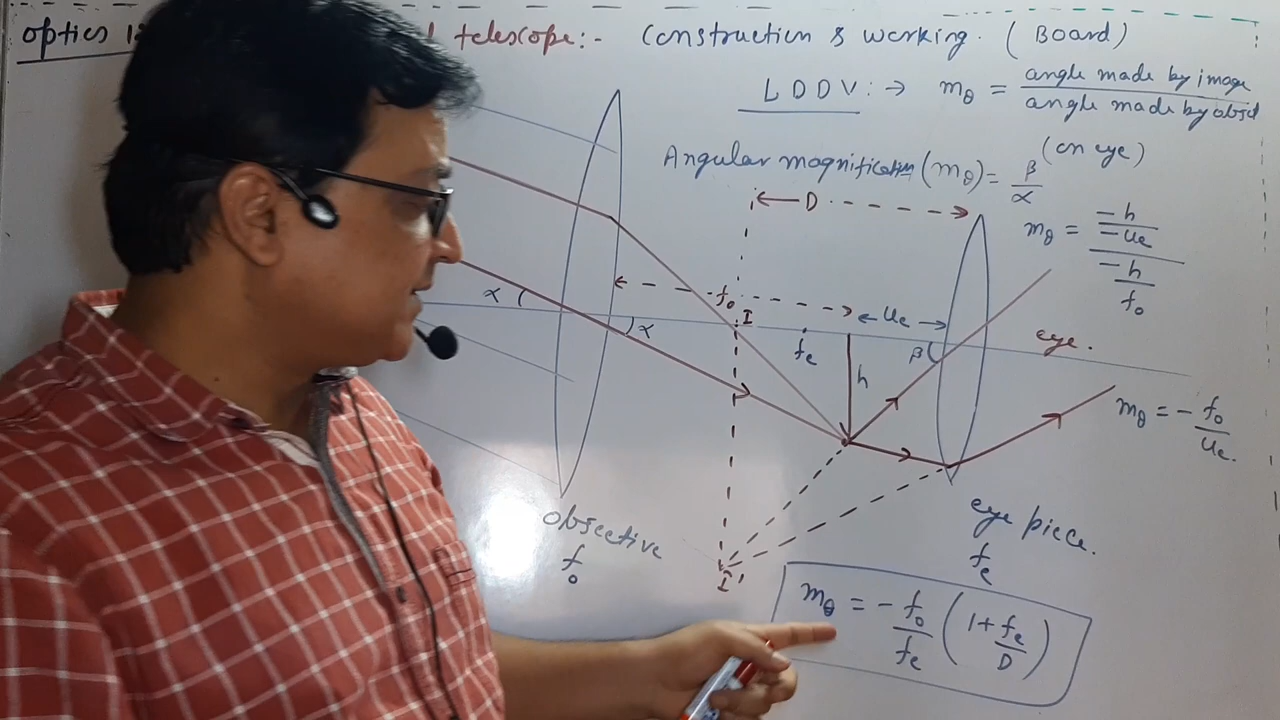 optics
telescope:- Construction & working. (Board)
LDDV: → mθ = angle made by image / angle made by object
(on eye)
Angular magnification (mθ) = β/α
← D - - - →
mθ = (-h/-ue) / (-h/fo)
α
α
fo
I
fe
← ue →
β
h
eye.
mθ = - fo/ue.
objective
fo
eye piece.
fe
I'
mθ = - fo/fe (1 + fe/D)